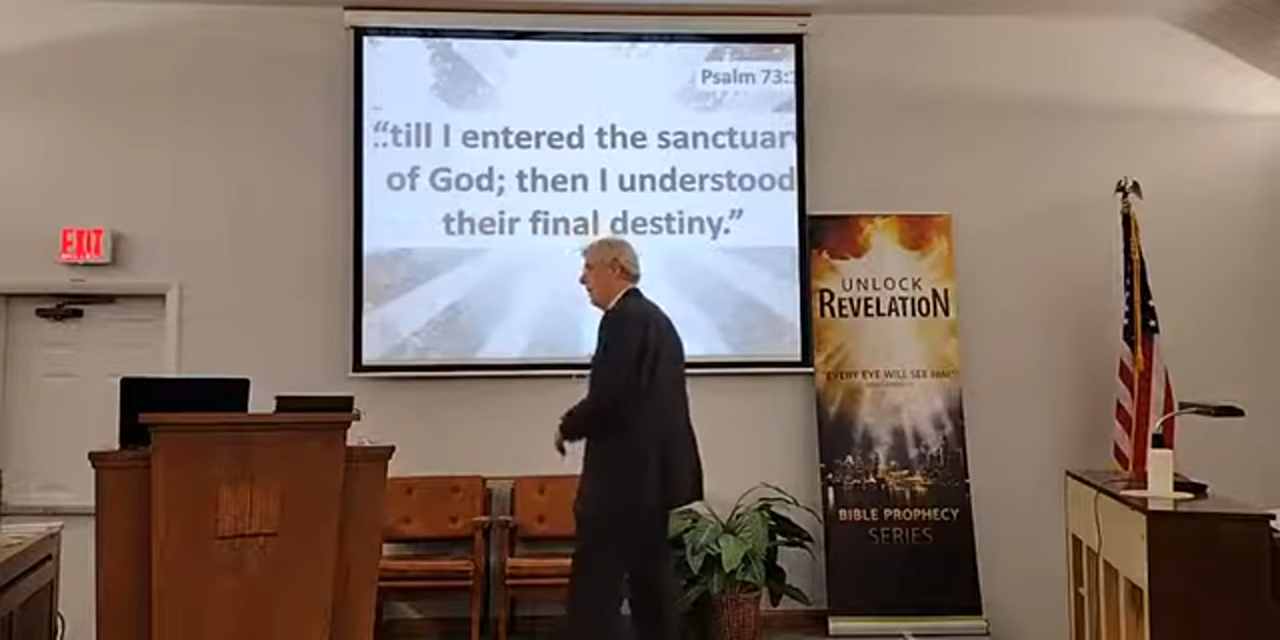 Psalm 73:
“till I entered the sanctuar
of God; then I understood
their final destiny.”
EXIT
UNLOCK
REVELATION
"EVERY EYE WILL SEE HIM"
BIBLE PROPHECY
SERIES